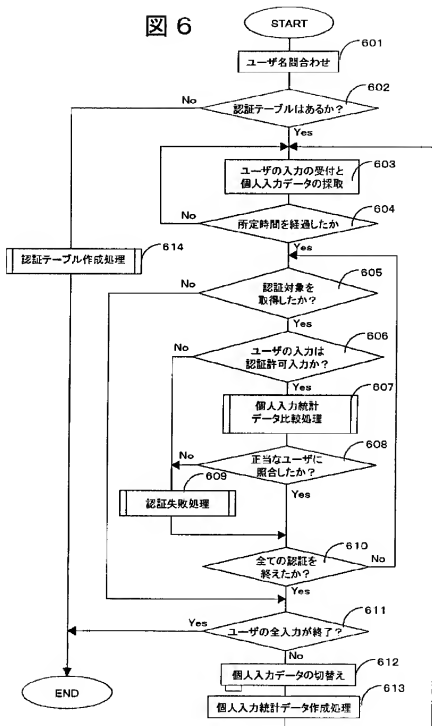 図 6
START
601
ユーザ名問合わせ
602
No
認証テーブルはあるか?
Yes
ユーザの入力の受付と
個人入力データの採取
603
604
No
所定時間を経過したか
614
Yes
認証テーブル作成処理
605
No
認証対象を
取得したか?
Yes
606
No
ユーザの入力は
認証許可入力か?
Yes
607
個人入力統計
データ比較処理
608
No
正当なユーザに
照合したか?
609
Yes
認証失敗処理
610
全ての認証を
終えたか?
No
Yes
611
Yes
ユーザの全入力が終了?
No
612
END
個人入力データの切替え
613
個人入力統計データ作成処理